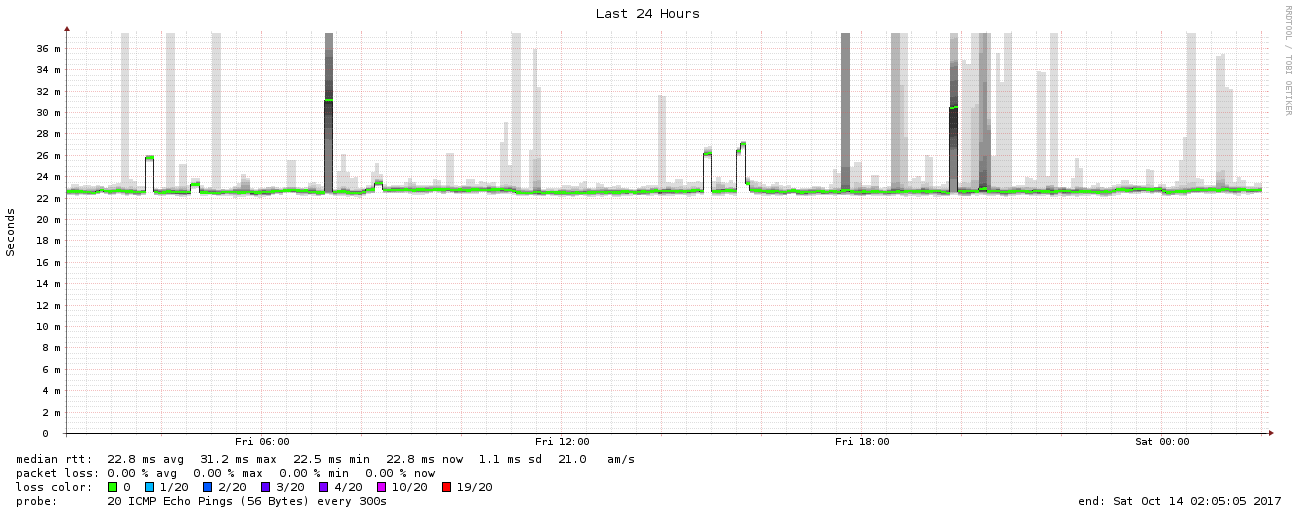 Last 24 Hours
RRDTOOL / TOBI OETIKER
Seconds
36 m
34 m
32 m
30 m
28 m
26 m
24 m
22 m
20 m
18 m
16 m
14 m
12 m
10 m
8 m
6 m
4 m
2 m
0
Fri 06:00 Fri 12:00 Fri 18:00 Sat 00:00
median rtt: 22.8 ms avg 31.2 ms max 22.5 ms min 22.8 ms now 1.1 ms sd 21.0 am/s
packet loss: 0.00 % avg 0.00 % max 0.00 % min 0.00 % now
loss color: 0 1/20 2/20 3/20 4/20 10/20 19/20
probe: 20 ICMP Echo Pings (56 Bytes) every 300s end: Sat Oct 14 02:05:05 2017